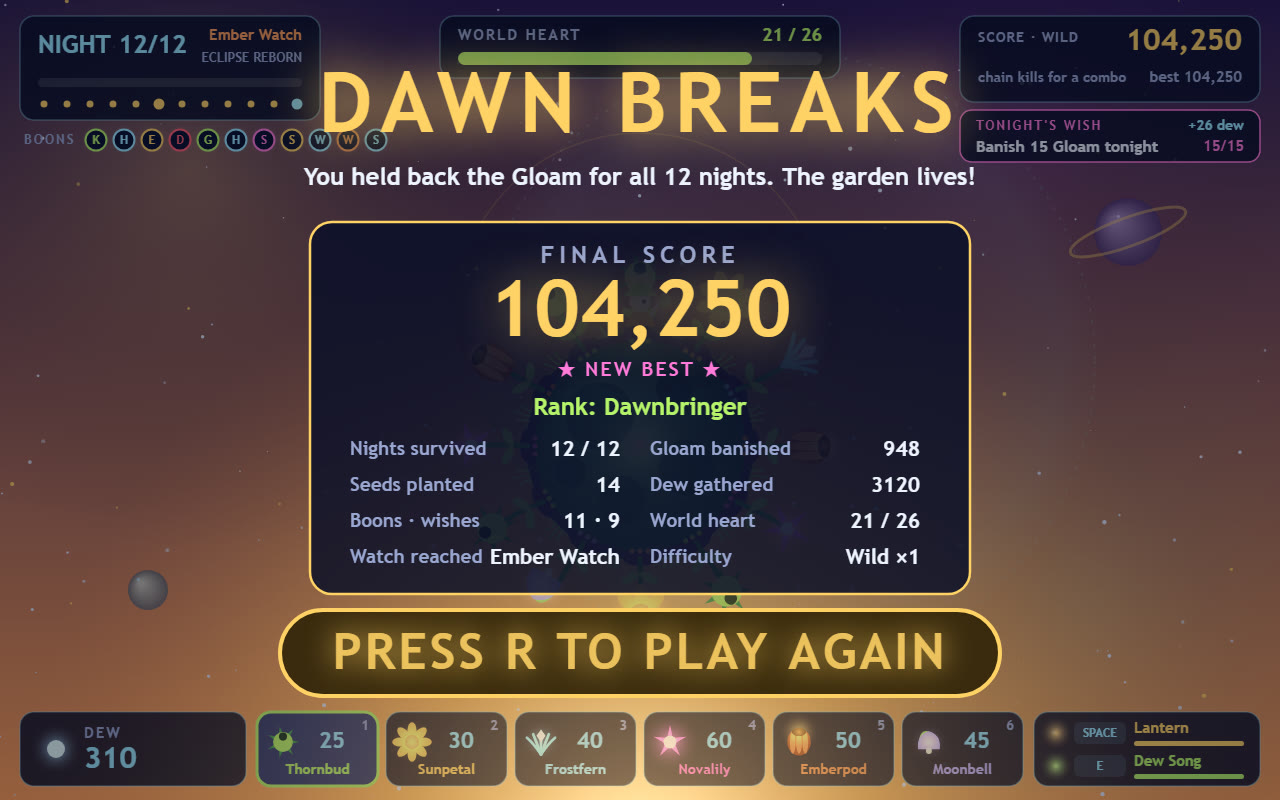 NIGHT 12/12
Ember Watch
ECLIPSE REBORN
WORLD HEART 21 / 26
SCORE · WILD 104,250
chain kills for a combo best 104,250
BOONS K H E D G H S S W W S
TONIGHT'S WISH +26 dew
Banish 15 Gloam tonight 15/15
DAWN BREAKS
You held back the Gloam for all 12 nights. The garden lives!
FINAL SCORE
104,250
★ NEW BEST ★
Rank: Dawnbringer
Nights survived 12 / 12 Gloam banished 948
Seeds planted 14 Dew gathered 3120
Boons · wishes 11 · 9 World heart 21 / 26
Watch reached Ember Watch Difficulty Wild ×1
PRESS R TO PLAY AGAIN
DEW
310
1
25
Thornbud
2
30
Sunpetal
3
40
Frostfern
4
60
Novalily
5
50
Emberpod
6
45
Moonbell
SPACE Lantern
E Dew Song